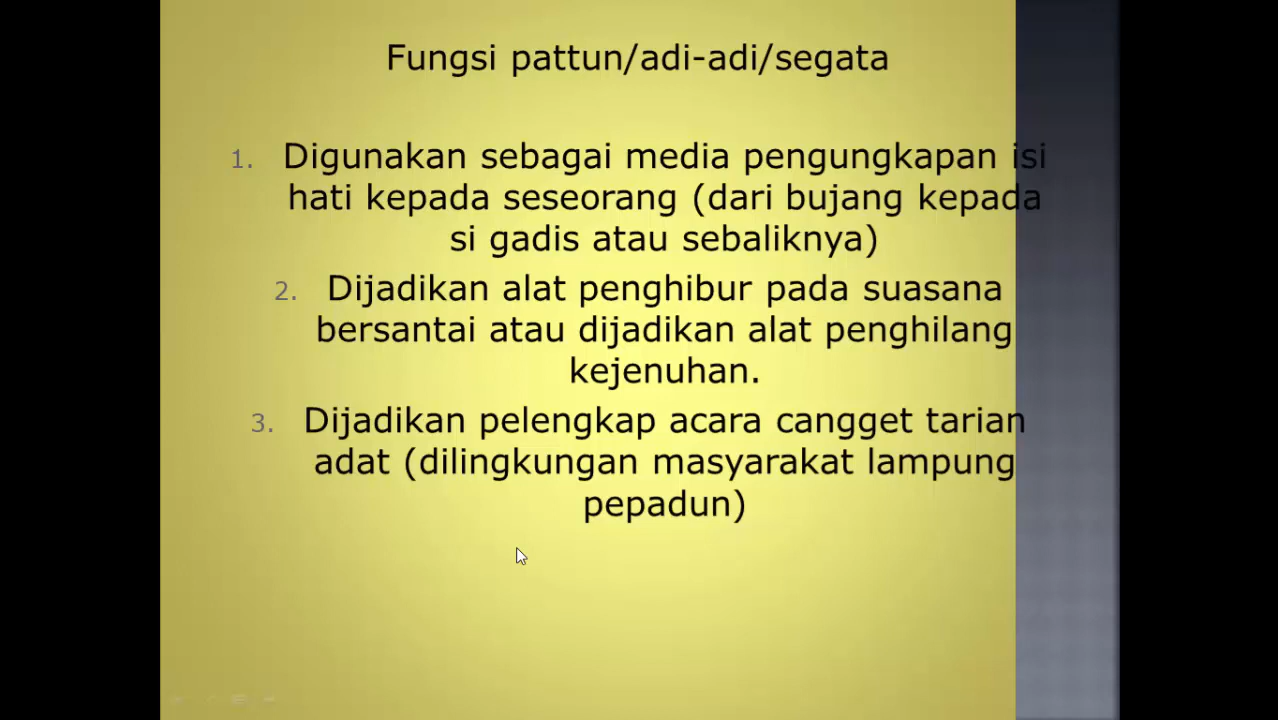 Fungsi pattun/adi-adi/segata
1. Digunakan sebagai media pengungkapan isi
hati kepada seseorang (dari bujang kepada
si gadis atau sebaliknya)
2. Dijadikan alat penghibur pada suasana
bersantai atau dijadikan alat penghilang
kejenuhan.
3. Dijadikan pelengkap acara cangget tarian
adat (dilingkungan masyarakat lampung
pepadun)